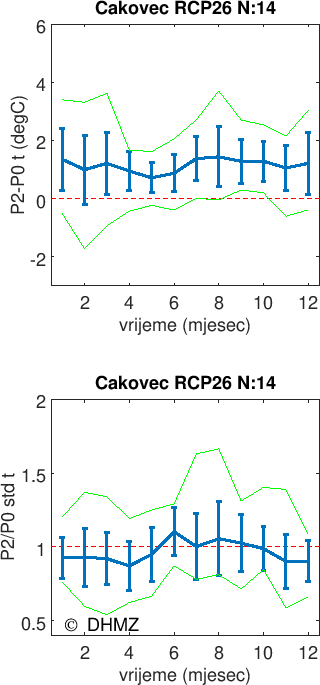 Cakovec RCP26 N:14
P2-P0 t (degC)
6
4
2
0
-2
2 4 6 8 10 12
vrijeme (mjesec)
Cakovec RCP26 N:14
P2/P0 std t
2
1.5
1
0.5
© DHMZ
2 4 6 8 10 12
vrijeme (mjesec)